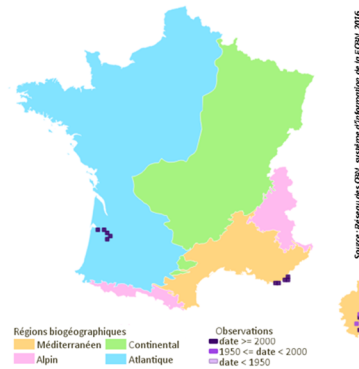 Source : Réseau des CBN, système d'information de la FCBN, 2016
Régions biogéographiques
Méditerranéen
Continental
Alpin
Atlantique
Observations
date >= 2000
1950 <= date < 2000
date < 1950